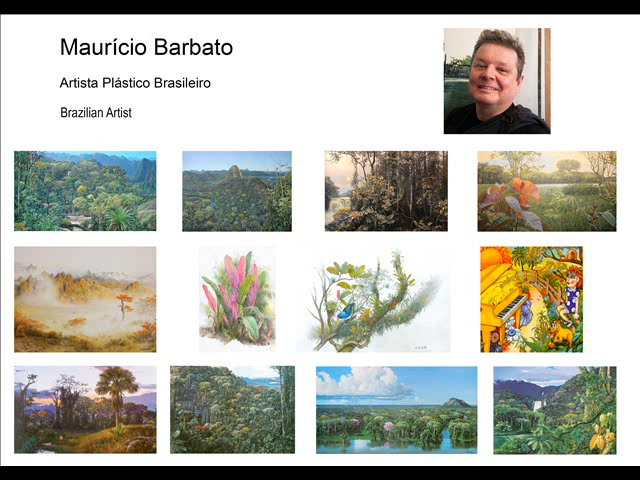 Maurício Barbato
Artista Plástico Brasileiro
Brazilian Artist